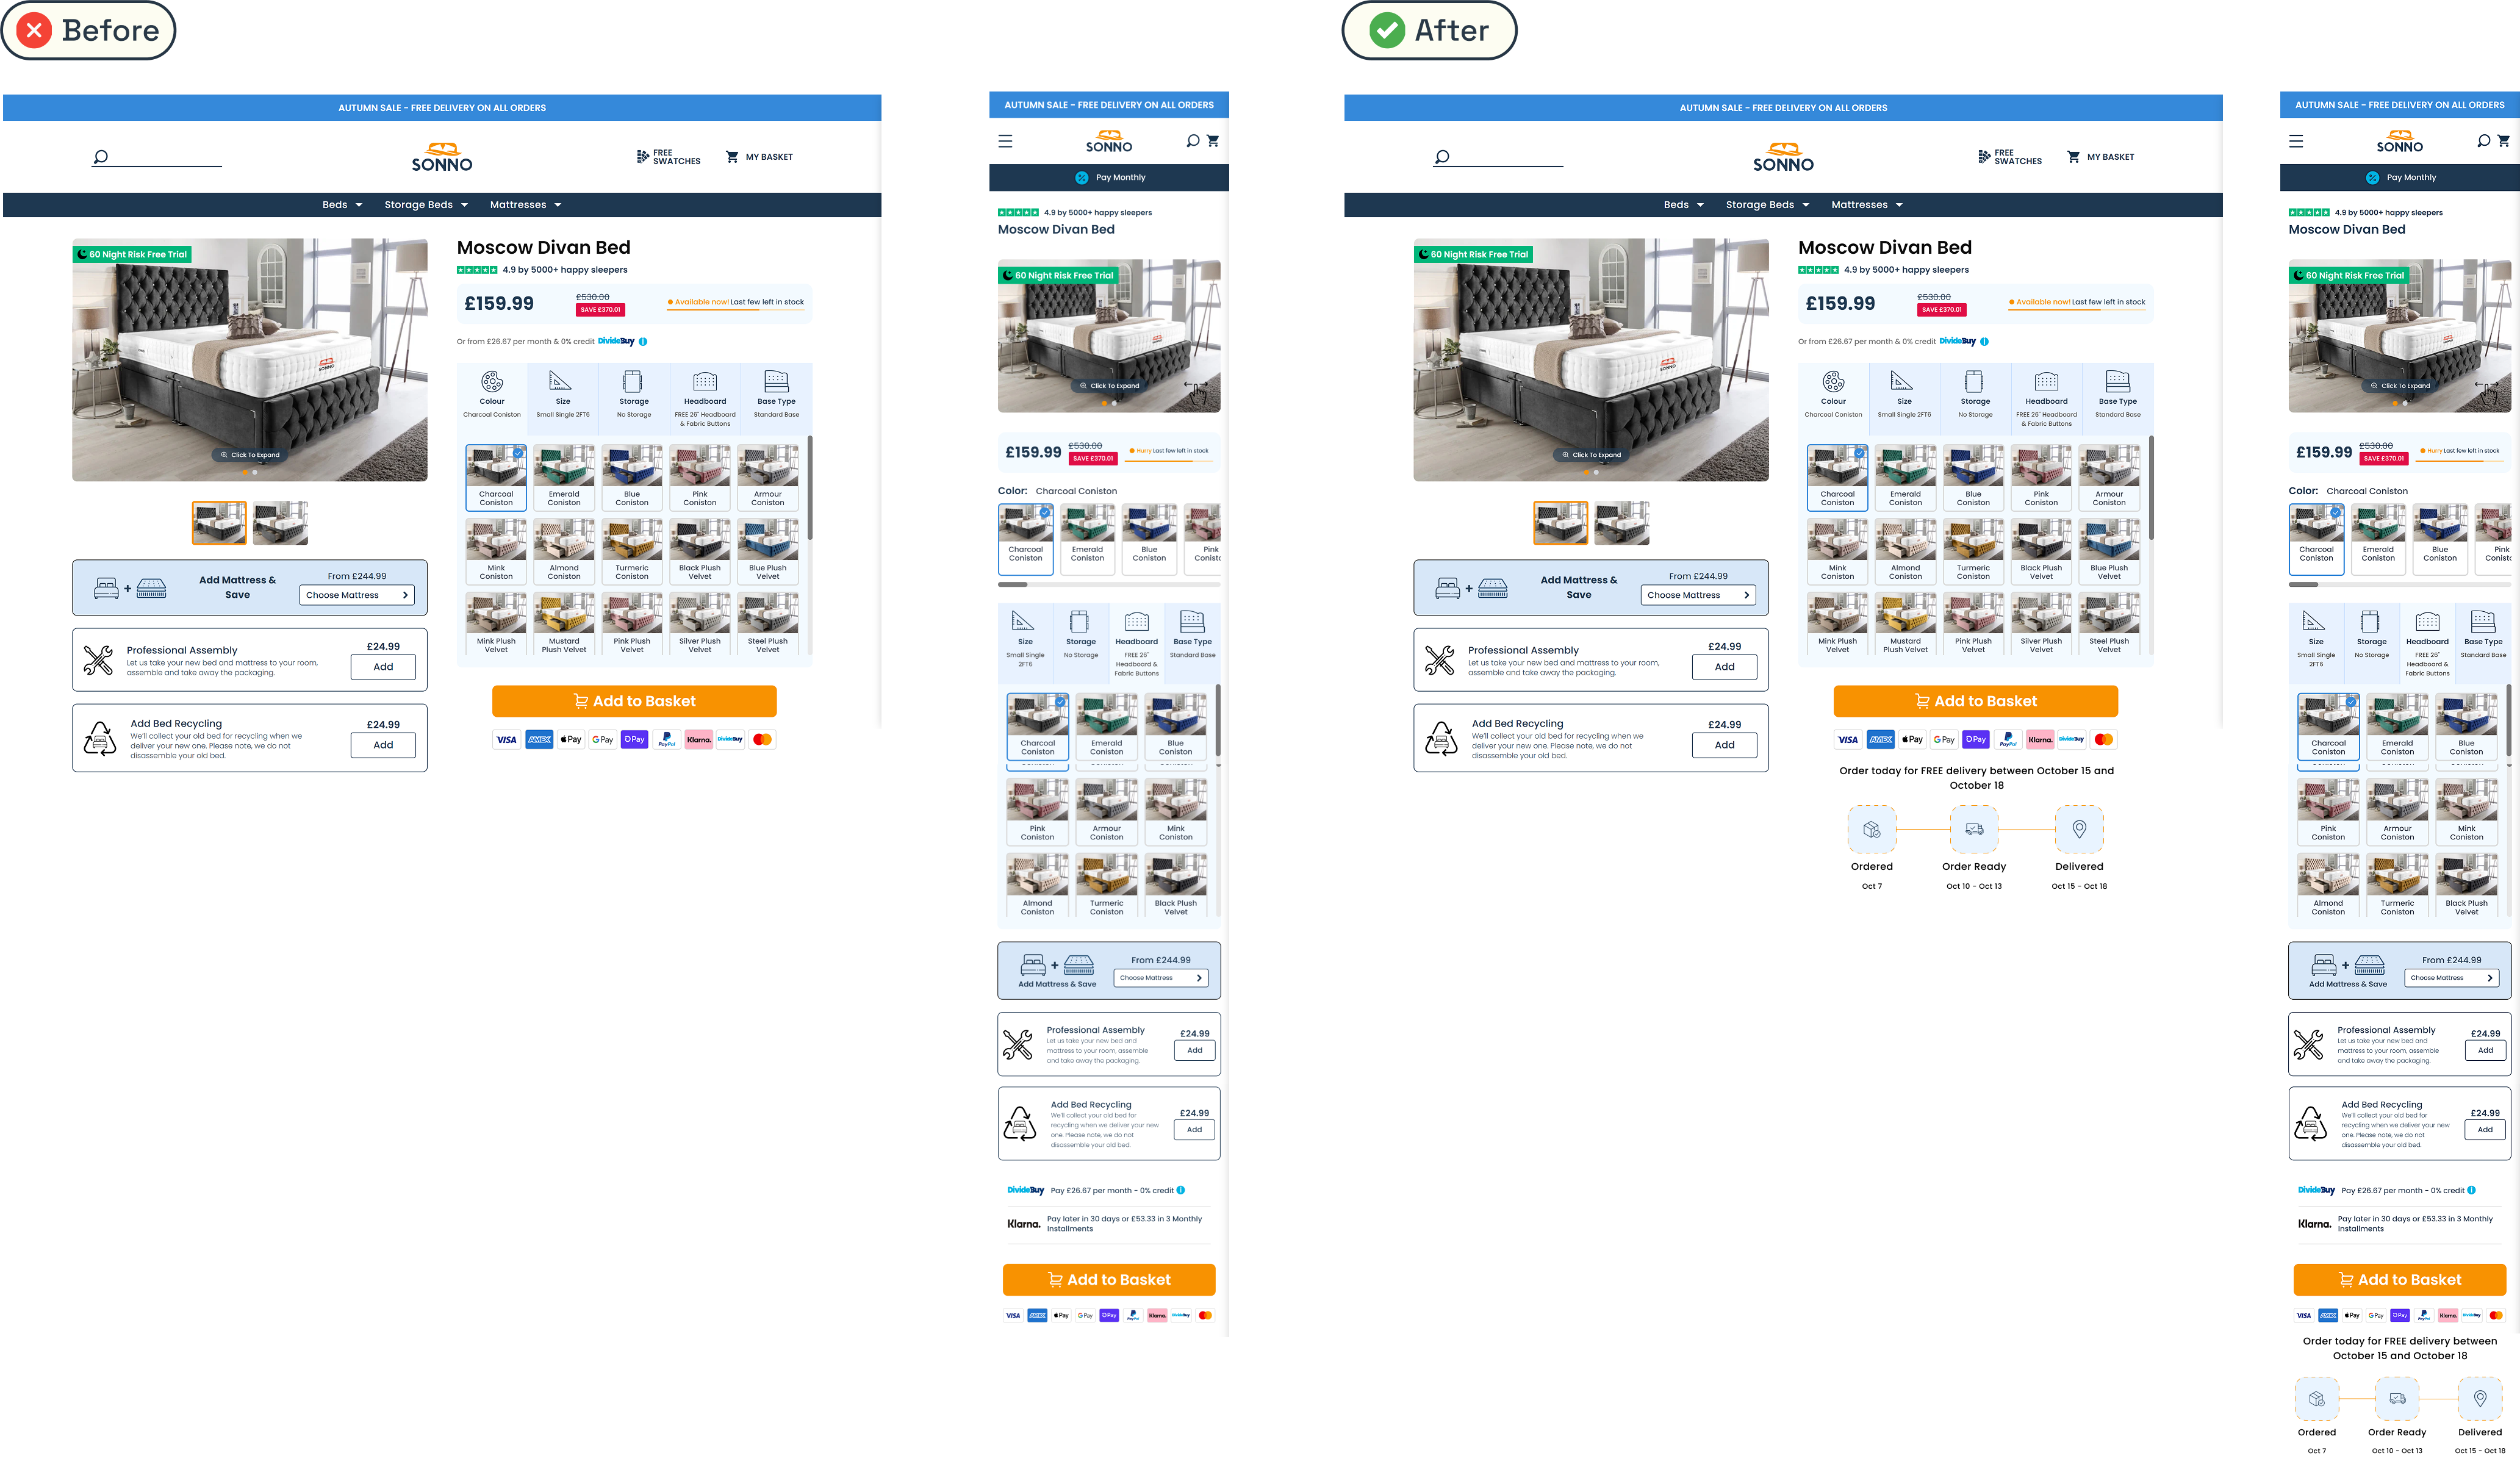 Before
AUTUMN SALE - FREE DELIVERY ON ALL ORDERS
SONNO
FREE
SWATCHES
MY BASKET
Beds
Storage Beds
Mattresses
60 Night Risk Free Trial
SONNO
Click To Expand
Moscow Divan Bed
4.9 by 5000+ happy sleepers
£159.99
£530.00
SAVE £370.01
Available now! Last few left in stock
Or from £26.67 per month & 0% credit DivideBuy i
Colour
Charcoal Coniston
Size
Small Single 2FT6
Storage
No Storage
Headboard
FREE 26" Headboard
& Fabric Buttons
Base Type
Standard Base
Charcoal
Coniston
Emerald
Coniston
Blue
Coniston
Pink
Coniston
Armour
Coniston
Mink
Coniston
Almond
Coniston
Turmeric
Coniston
Black Plush
Velvet
Blue Plush
Velvet
Mink Plush
Velvet
Mustard
Plush Velvet
Pink Plush
Velvet
Silver Plush
Velvet
Steel Plush
Velvet
Add Mattress &
Save
From £244.99
Choose Mattress
Professional Assembly
Let us take your new bed and mattress to your room,
assemble and take away the packaging.
£24.99
Add
Add Bed Recycling
We'll collect your old bed for recycling when we
deliver your new one. Please note, we do not
disassemble your old bed.
£24.99
Add
Add to Basket
VISA AMEX Pay G Pay Pay PayPal Klarna. DivideBuy
AUTUMN SALE - FREE DELIVERY ON ALL ORDERS
SONNO
Pay Monthly
4.9 by 5000+ happy sleepers
Moscow Divan Bed
60 Night Risk Free Trial
Click To Expand
£159.99
£530.00
SAVE £370.01
Hurry Last few left in stock
Color: Charcoal Coniston
Charcoal
Coniston
Emerald
Coniston
Blue
Coniston
Pink
Conistc
Size
Small Single
2FT6
Storage
No Storage
Headboard
FREE 26"
Headboard &
Fabric Buttons
Base Type
Standard Base
Charcoal
Coniston
Emerald
Coniston
Blue
Coniston
Pink
Coniston
Armour
Coniston
Mink
Coniston
Almond
Coniston
Turmeric
Coniston
Black Plush
Velvet
Add Mattress & Save
From £244.99
Choose Mattress
Professional Assembly
Let us take your new bed and
mattress to your room, assemble
and take away the packaging.
£24.99
Add
Add Bed Recycling
We'll collect your old bed for
recycling when we deliver your new
one. Please note, we do not
disassemble your old bed.
£24.99
Add
DivideBuy Pay £26.67 per month - 0% credit i
Klarna. Pay later in 30 days or £53.33 in 3 Monthly
Installments
Add to Basket
VISA AMEX Pay G Pay Pay PayPal Klarna. DivideBuy
After
AUTUMN SALE - FREE DELIVERY ON ALL ORDERS
SONNO
FREE
SWATCHES
MY BASKET
Beds
Storage Beds
Mattresses
60 Night Risk Free Trial
SONNO
Click To Expand
Moscow Divan Bed
4.9 by 5000+ happy sleepers
£159.99
£530.00
SAVE £370.01
Available now! Last few left in stock
Or from £26.67 per month & 0% credit DivideBuy i
Colour
Charcoal Coniston
Size
Small Single 2FT6
Storage
No Storage
Headboard
FREE 26" Headboard
& Fabric Buttons
Base Type
Standard Base
Charcoal
Coniston
Emerald
Coniston
Blue
Coniston
Pink
Coniston
Armour
Coniston
Mink
Coniston
Almond
Coniston
Turmeric
Coniston
Black Plush
Velvet
Blue Plush
Velvet
Mink Plush
Velvet
Mustard
Plush Velvet
Pink Plush
Velvet
Silver Plush
Velvet
Steel Plush
Velvet
Add Mattress &
Save
From £244.99
Choose Mattress
Professional Assembly
Let us take your new bed and mattress to your room,
assemble and take away the packaging.
£24.99
Add
Add Bed Recycling
We'll collect your old bed for recycling when we
deliver your new one. Please note, we do not
disassemble your old bed.
£24.99
Add
Add to Basket
VISA AMEX Pay G Pay Pay PayPal Klarna. DivideBuy
Order today for FREE delivery between October 15 and
October 18
Ordered
Oct 7
Order Ready
Oct 10 - Oct 13
Delivered
Oct 15 - Oct 18
AUTUMN SALE - FREE DELIVERY ON ALL ORDERS
SONNO
Pay Monthly
4.9 by 5000+ happy sleepers
Moscow Divan Bed
60 Night Risk Free Trial
Click To Expand
£159.99
£530.00
SAVE £370.01
Hurry Last few left in stock
Color: Charcoal Coniston
Charcoal
Coniston
Emerald
Coniston
Blue
Coniston
Pink
Conistc
Size
Small Single
2FT6
Storage
No Storage
Headboard
FREE 26"
Headboard &
Fabric Buttons
Base Type
Standard Base
Charcoal
Coniston
Emerald
Coniston
Blue
Coniston
Pink
Coniston
Armour
Coniston
Mink
Coniston
Almond
Coniston
Turmeric
Coniston
Black Plush
Velvet
Add Mattress & Save
From £244.99
Choose Mattress
Professional Assembly
Let us take your new bed and
mattress to your room, assemble
and take away the packaging.
£24.99
Add
Add Bed Recycling
We'll collect your old bed for
recycling when we deliver your new
one. Please note, we do not
disassemble your old bed.
£24.99
Add
DivideBuy Pay £26.67 per month - 0% credit i
Klarna. Pay later in 30 days or £53.33 in 3 Monthly
Installments
Add to Basket
VISA AMEX Pay G Pay Pay PayPal Klarna. DivideBuy
Order today for FREE delivery between
October 15 and October 18
Ordered
Oct 7
Order Ready
Oct 10 - Oct 13
Delivered
Oct 15 - Oct 18